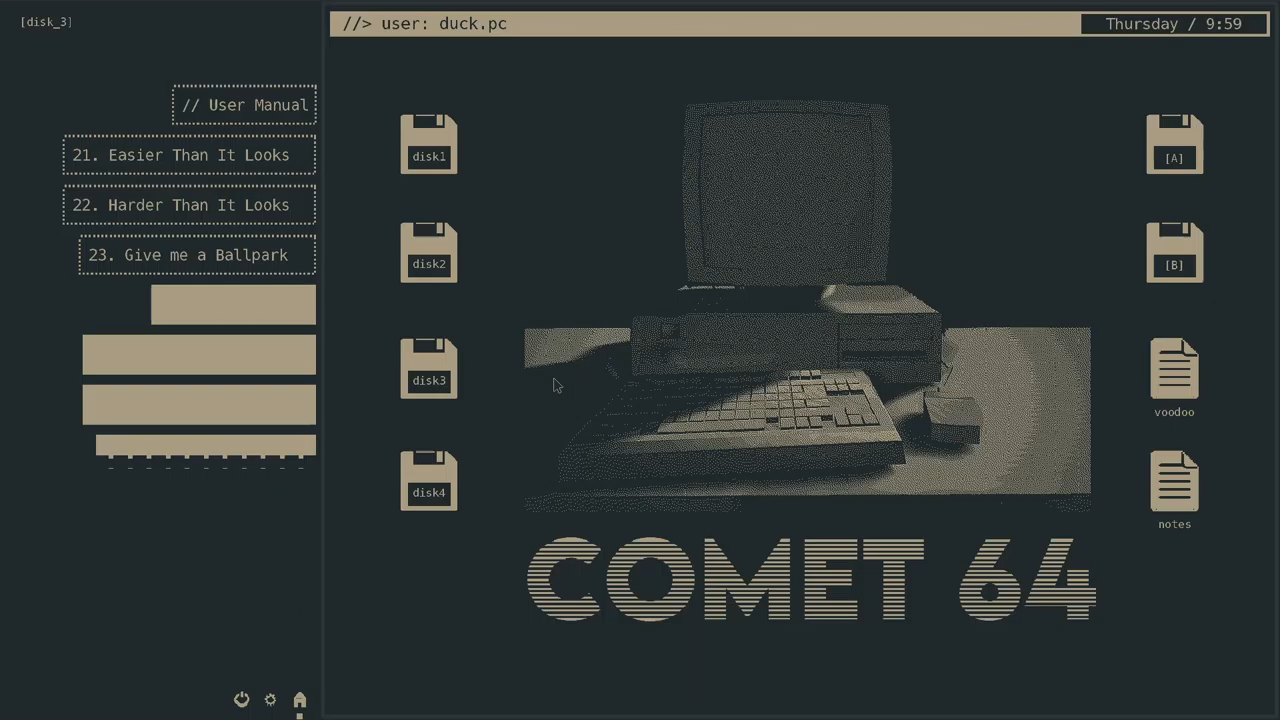 [disk_3]
//> user: duck.pc
Thursday / 9:59
// User Manual
21. Easier Than It Looks
22. Harder Than It Looks
23. Give me a Ballpark
disk1
disk2
disk3
disk4
[A]
[B]
voodoo
notes
COMET 64